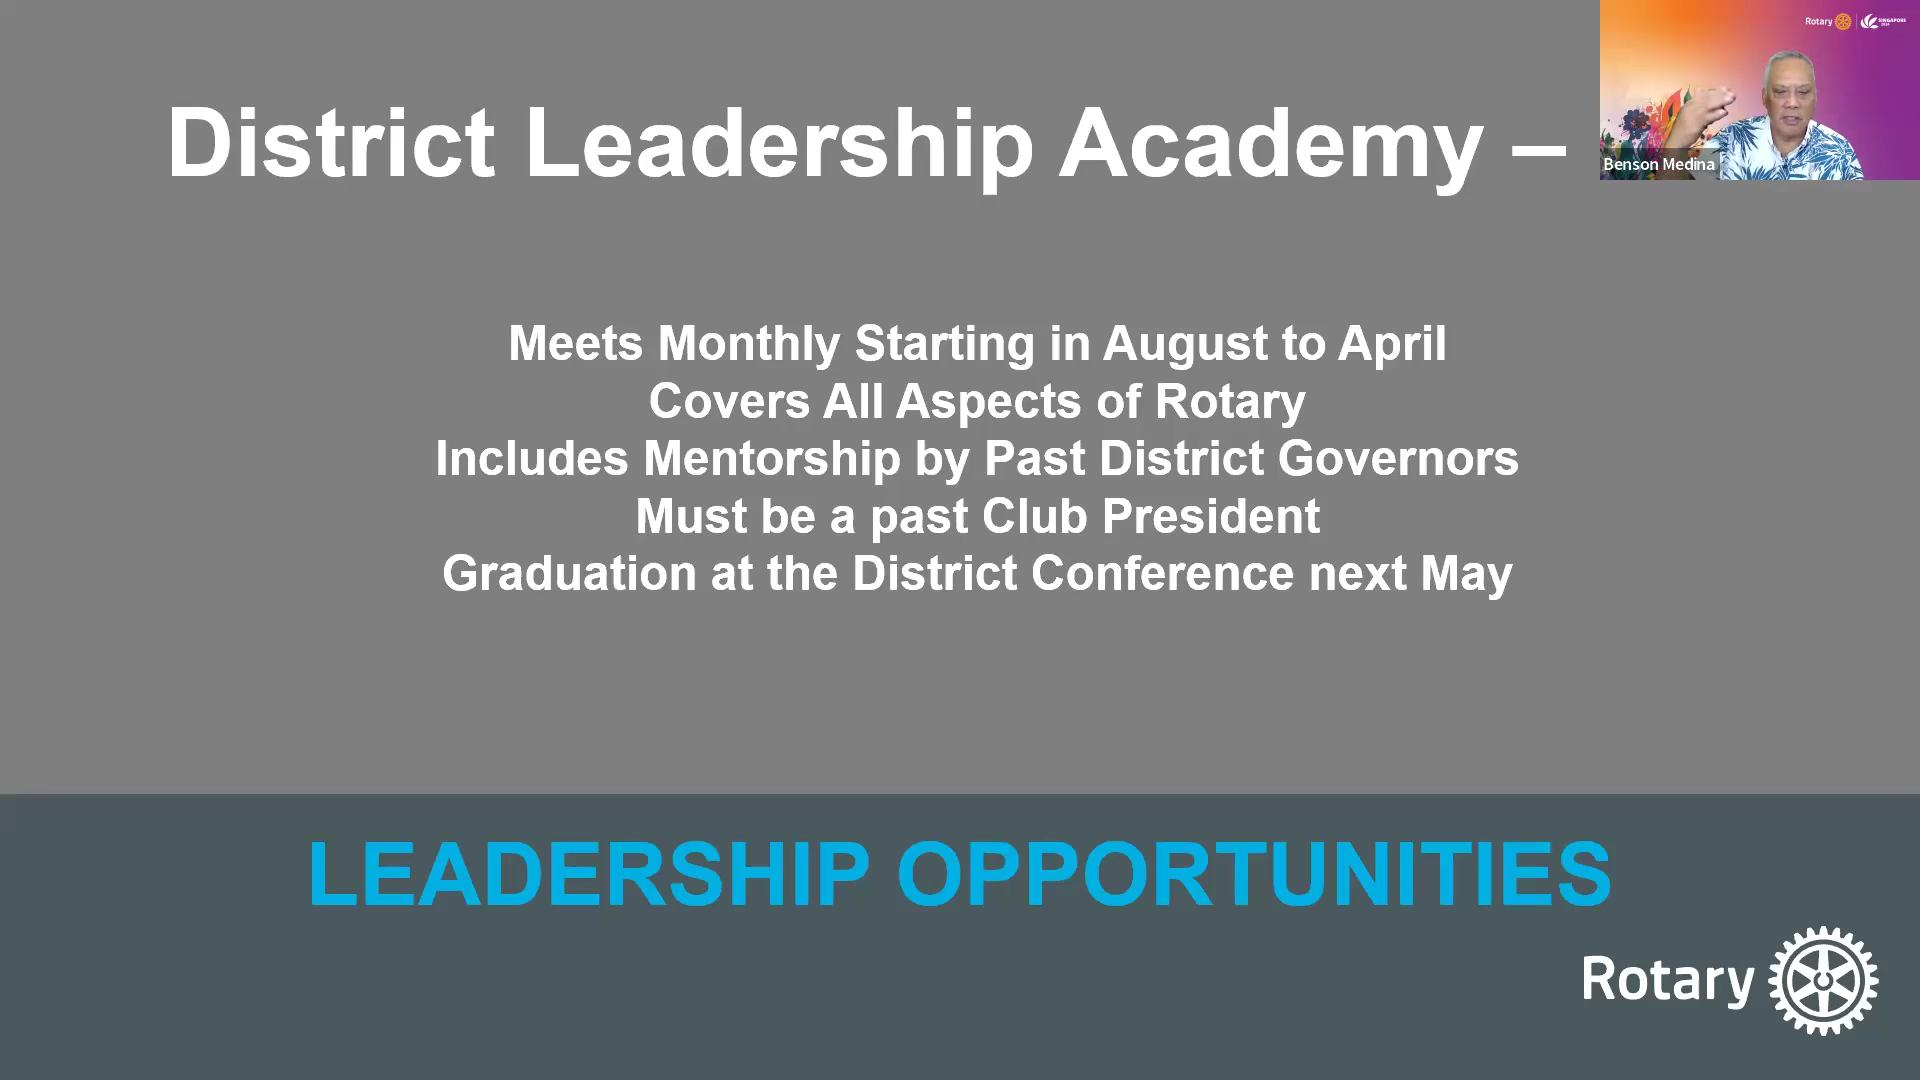 District Leadership Academy –
Rotary
SINGAPORE
2024
Benson Medina
Meets Monthly Starting in August to April
Covers All Aspects of Rotary
Includes Mentorship by Past District Governors
Must be a past Club President
Graduation at the District Conference next May
LEADERSHIP OPPORTUNITIES
Rotary